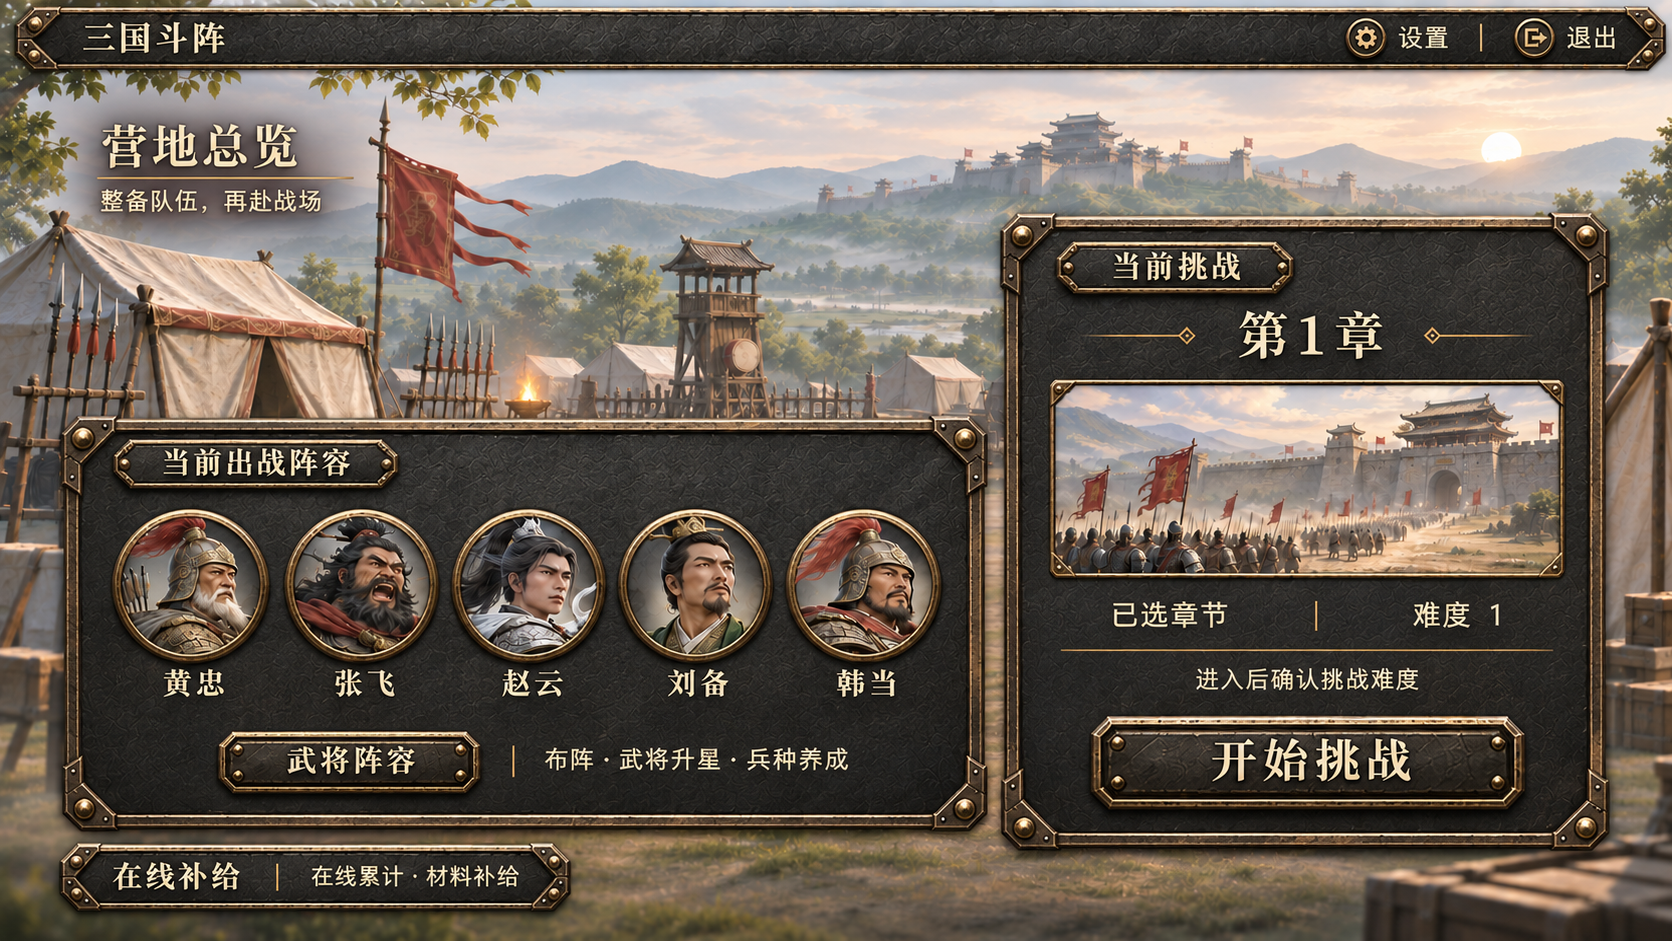 三国斗阵
设置
退出
营地总览
整备队伍，再赴战场
当前出战阵容
黄忠
张飞
赵云
刘备
韩当
武将阵容
布阵·武将升星·兵种养成
在线补给
在线累计·材料补给
当前挑战
第1章
已选章节
难度 1
进入后确认挑战难度
开始挑战